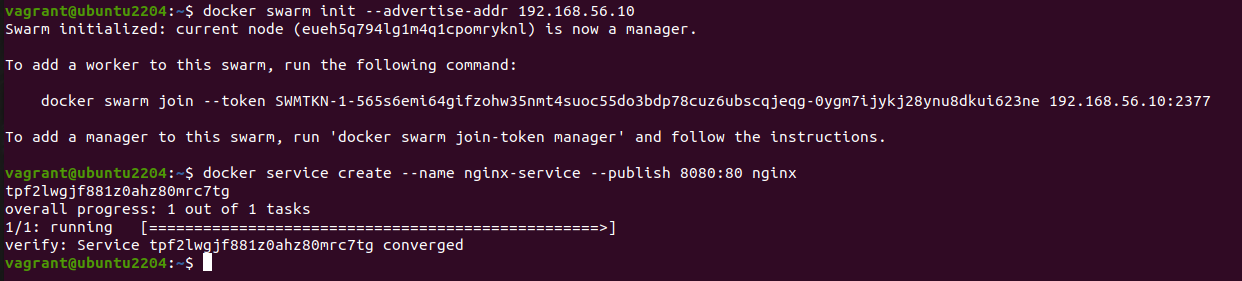 vagrant@ubuntu2204:~$ docker swarm init --advertise-addr 192.168.56.10
Swarm initialized: current node (eueh5q794lg1m4q1cpomryknl) is now a manager.
To add a worker to this swarm, run the following command:
docker swarm join --token SWMTKN-1-565s6emi64gifzohw35nmt4suoc55do3bdp78cuz6ubscqjeqg-0ygm7ijykj28ynu8dkui623ne 192.168.56.10:2377
To add a manager to this swarm, run 'docker swarm join-token manager' and follow the instructions.
vagrant@ubuntu2204:~$ docker service create --name nginx-service --publish 8080:80 nginx
tpf2lwgjf881z0ahz80mrc7tg
overall progress: 1 out of 1 tasks
1/1: running   [==================================================>]
verify: Service tpf2lwgjf881z0ahz80mrc7tg converged
vagrant@ubuntu2204:~$